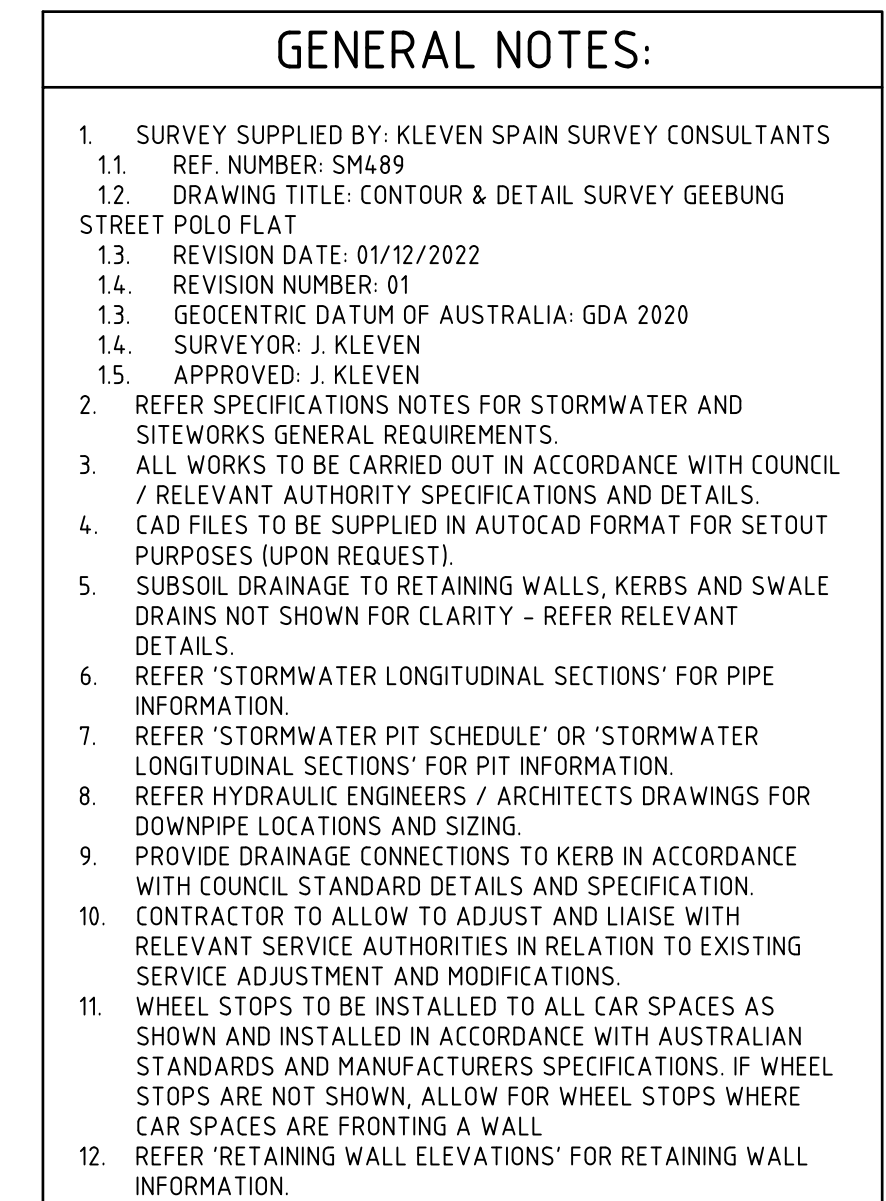 GENERAL NOTES:
1. SURVEY SUPPLIED BY: KLEVEN SPAIN SURVEY CONSULTANTS
1.1. REF. NUMBER: SM489
1.2. DRAWING TITLE: CONTOUR & DETAIL SURVEY GEEBUNG
STREET POLO FLAT
1.3. REVISION DATE: 01/12/2022
1.4. REVISION NUMBER: 01
1.3. GEOCENTRIC DATUM OF AUSTRALIA: GDA 2020
1.4. SURVEYOR: J. KLEVEN
1.5. APPROVED: J. KLEVEN
2. REFER SPECIFICATIONS NOTES FOR STORMWATER AND
SITEWORKS GENERAL REQUIREMENTS.
3. ALL WORKS TO BE CARRIED OUT IN ACCORDANCE WITH COUNCIL
/ RELEVANT AUTHORITY SPECIFICATIONS AND DETAILS.
4. CAD FILES TO BE SUPPLIED IN AUTOCAD FORMAT FOR SETOUT
PURPOSES (UPON REQUEST).
5. SUBSOIL DRAINAGE TO RETAINING WALLS, KERBS AND SWALE
DRAINS NOT SHOWN FOR CLARITY - REFER RELEVANT
DETAILS.
6. REFER 'STORMWATER LONGITUDINAL SECTIONS' FOR PIPE
INFORMATION.
7. REFER 'STORMWATER PIT SCHEDULE' OR 'STORMWATER
LONGITUDINAL SECTIONS' FOR PIT INFORMATION.
8. REFER HYDRAULIC ENGINEERS / ARCHITECTS DRAWINGS FOR
DOWNPIPE LOCATIONS AND SIZING.
9. PROVIDE DRAINAGE CONNECTIONS TO KERB IN ACCORDANCE
WITH COUNCIL STANDARD DETAILS AND SPECIFICATION.
10. CONTRACTOR TO ALLOW TO ADJUST AND LIAISE WITH
RELEVANT SERVICE AUTHORITIES IN RELATION TO EXISTING
SERVICE ADJUSTMENT AND MODIFICATIONS.
11. WHEEL STOPS TO BE INSTALLED TO ALL CAR SPACES AS
SHOWN AND INSTALLED IN ACCORDANCE WITH AUSTRALIAN
STANDARDS AND MANUFACTURERS SPECIFICATIONS. IF WHEEL
STOPS ARE NOT SHOWN, ALLOW FOR WHEEL STOPS WHERE
CAR SPACES ARE FRONTING A WALL
12. REFER 'RETAINING WALL ELEVATIONS' FOR RETAINING WALL
INFORMATION.